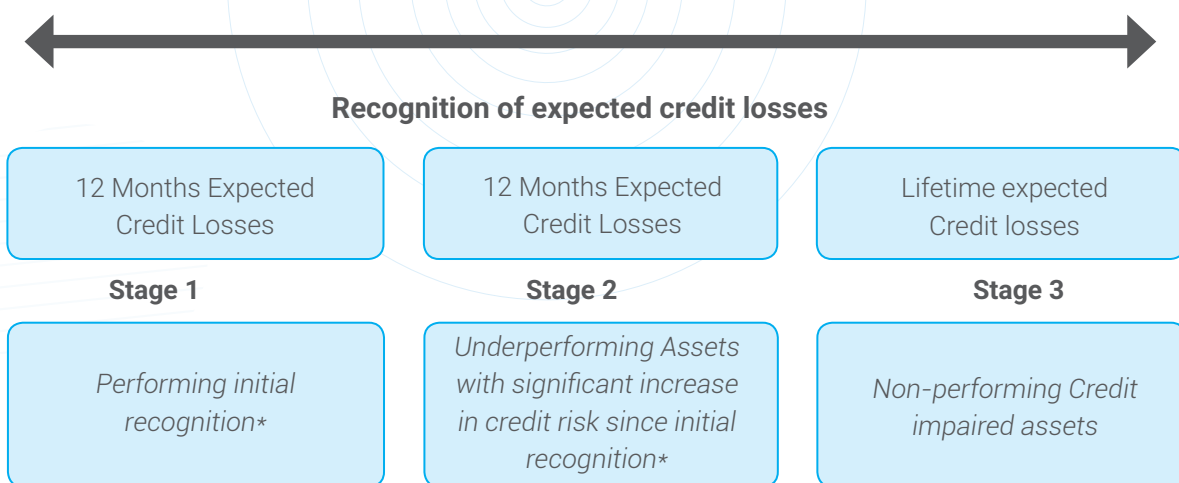 Recognition of expected credit losses
12 Months Expected
Credit Losses
12 Months Expected
Credit Losses
Lifetime expected
Credit losses
Stage 1
Stage 2
Stage 3
Performing initial
recognition*
Underperforming Assets
with significant increase
in credit risk since initial
recognition*
Non-performing Credit
impaired assets